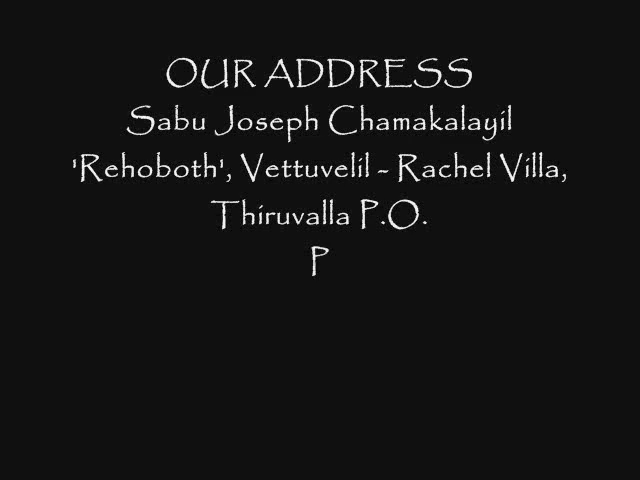 OUR ADDRESS
Sabu Joseph Chamakalayil
'Rehoboth', Vettuvelil - Rachel Villa,
Thiruvalla P.O.
P